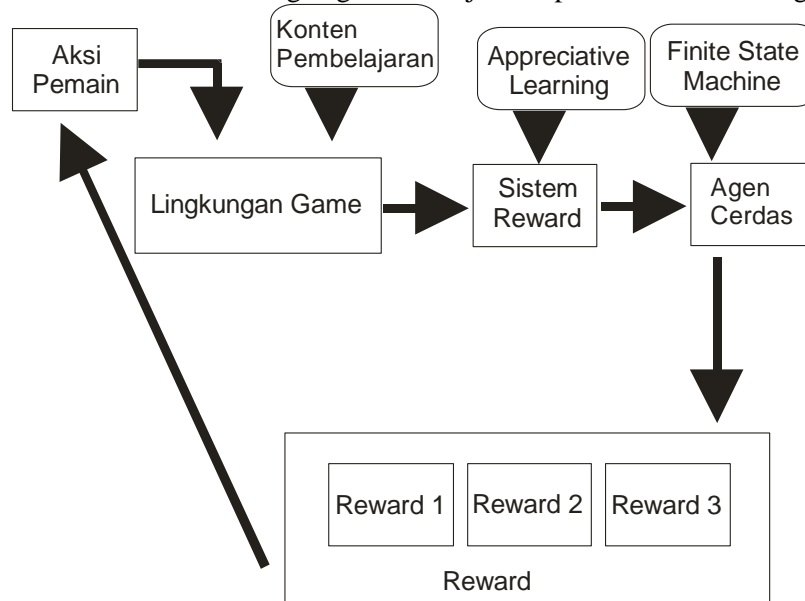 Konten
Pembelajaran
Aksi
Pemain
Appreciative
Learning
Finite State
Machine
Lingkungan Game
Sistem
Reward
Agen
Cerdas
Reward 1
Reward 2
Reward 3
Reward